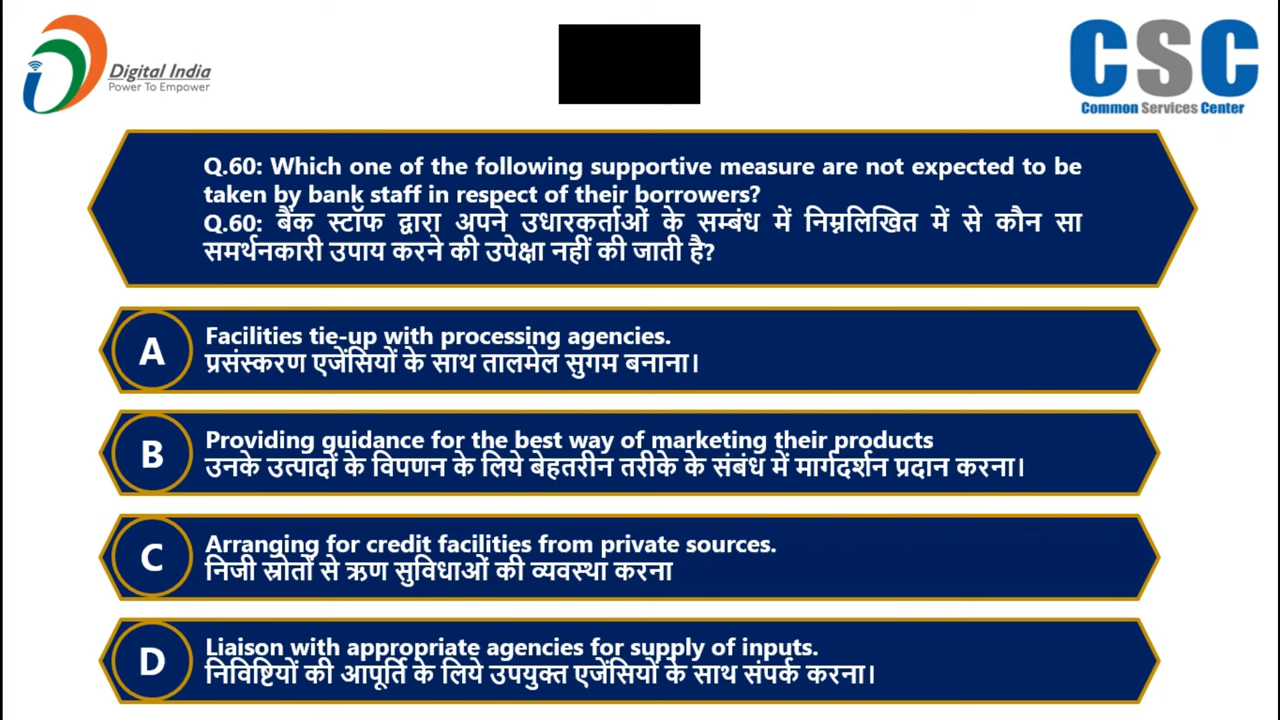 Digital India
Power To Empower
CSC
Common Services Center
Q.60: Which one of the following supportive measure are not expected to be
taken by bank staff in respect of their borrowers?
Q.60: बैंक स्टॉफ द्वारा अपने उधारकर्ताओं के सम्बंध में निम्नलिखित में से कौन सा
समर्थनकारी उपाय करने की उपेक्षा नहीं की जाती है?
A
Facilities tie-up with processing agencies.
प्रसंस्करण एजेंसियों के साथ तालमेल सुगम बनाना।
B
Providing guidance for the best way of marketing their products
उनके उत्पादों के विपणन के लिये बेहतरीन तरीके के संबंध में मार्गदर्शन प्रदान करना।
C
Arranging for credit facilities from private sources.
निजी स्रोतों से ऋण सुविधाओं की व्यवस्था करना
D
Liaison with appropriate agencies for supply of inputs.
निविष्टियों की आपूर्ति के लिये उपयुक्त एजेंसियों के साथ संपर्क करना।